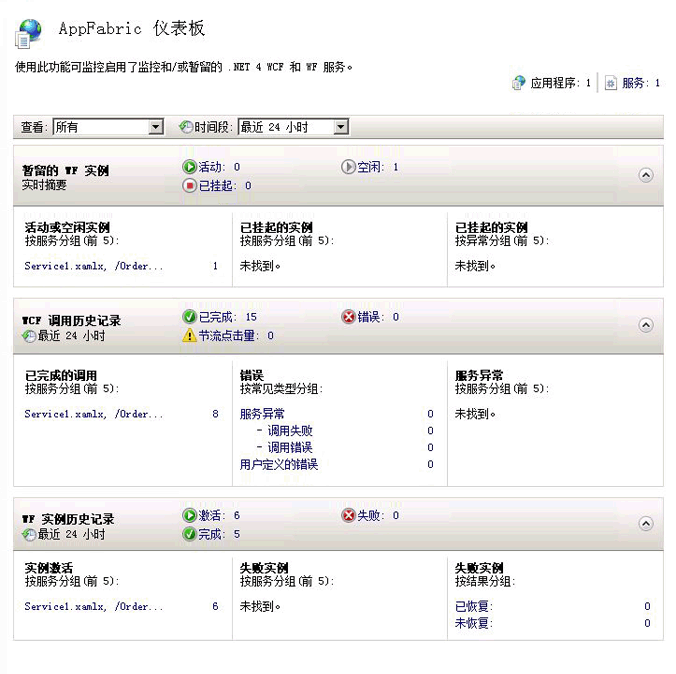 AppFabric 仪表板
使用此功能可监控启用了监控和/或暂留的 .NET 4 WCF 和 WF 服务。
应用程序: 1 服务: 1
查看: 所有 时间段: 最近 24 小时
暂留的 WF 实例
实时摘要
活动: 0 空闲: 1
已挂起: 0
活动或空闲实例
按服务分组(前 5):
Service1.xamlx, /Order... 1
已挂起的实例
按服务分组(前 5):
未找到。
已挂起的实例
按异常分组(前 5):
未找到。
WCF 调用历史记录
最近 24 小时
已完成: 15 错误: 0
节流点击量: 0
已完成的调用
按服务分组(前 5):
Service1.xamlx, /Order... 8
错误
按常见类型分组:
服务异常 0
- 调用失败 0
- 调用错误 0
用户定义的错误 0
服务异常
按服务分组(前 5):
未找到。
WF 实例历史记录
最近 24 小时
激活: 6 失败: 0
完成: 5
实例激活
按服务分组(前 5):
Service1.xamlx, /Order... 6
失败实例
按服务分组(前 5):
未找到。
失败实例
按结果分组:
已恢复: 0
未恢复: 0